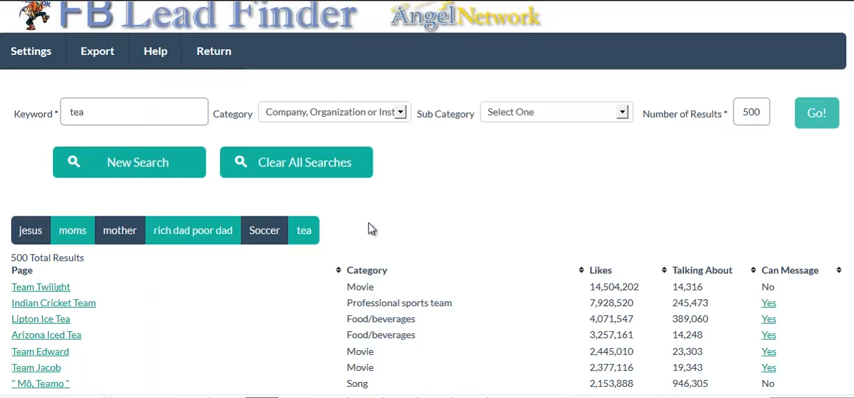 FB Lead Finder AngelNetwork
Settings Export Help Return
Keyword * tea Category Company, Organization or Inst Sub Category Select One Number of Results * 500 Go!
New Search Clear All Searches
jesus moms mother rich dad poor dad Soccer tea
500 Total Results
Page Category Likes Talking About Can Message
Team Twilight Movie 14,504,202 14,316 No
Indian Cricket Team Professional sports team 7,928,520 245,473 Yes
Lipton Ice Tea Food/beverages 4,071,547 389,060 Yes
Arizona Iced Tea Food/beverages 3,257,161 14,248 Yes
Team Edward Movie 2,445,010 23,303 Yes
Team Jacob Movie 2,377,116 19,343 Yes
" Mô, Teamo " Song 2,153,888 946,305 No